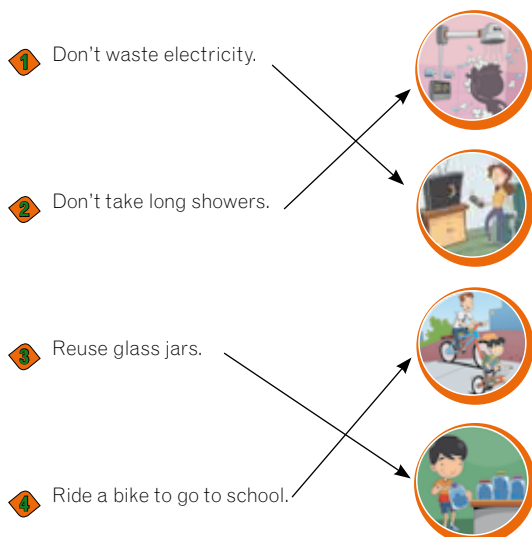 1 Don't waste electricity.
2 Don't take long showers.
3 Reuse glass jars.
4 Ride a bike to go to school.